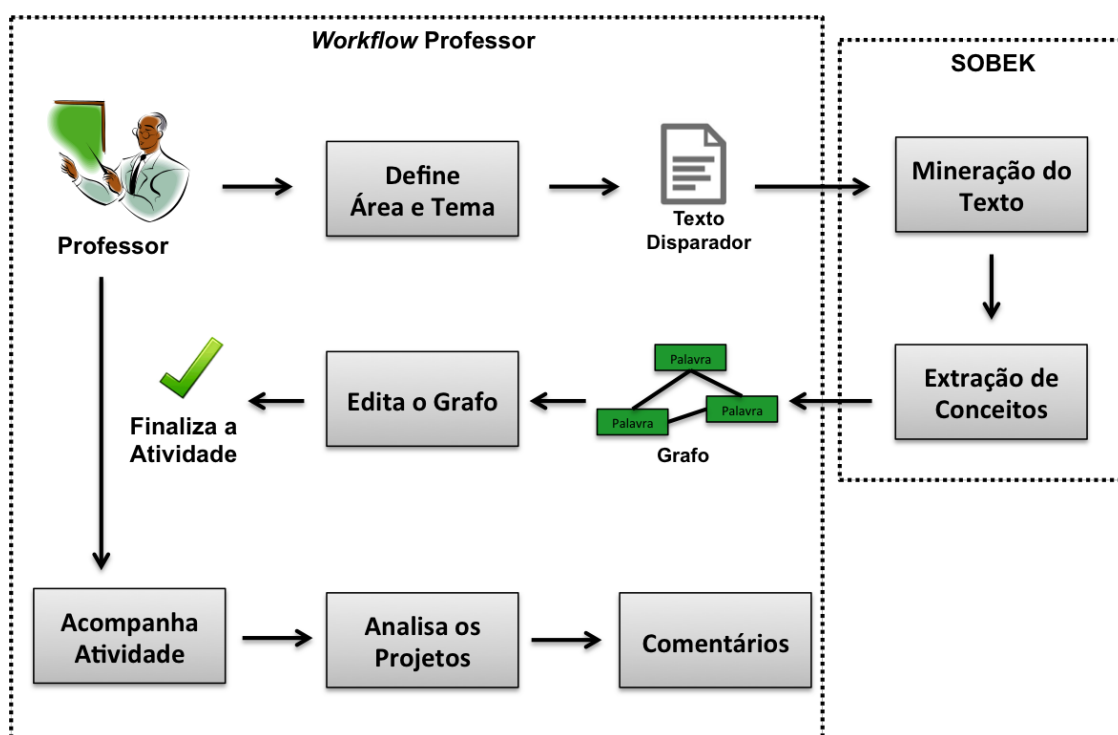 Workflow Professor
SOBEK
Professor
Define
Área e Tema
Texto
Disparador
Mineração do
Texto
Finaliza a
Atividade
Edita o Grafo
Palavra
Palavra
Palavra
Grafo
Extração de
Conceitos
Acompanha
Atividade
Analisa os
Projetos
Comentários